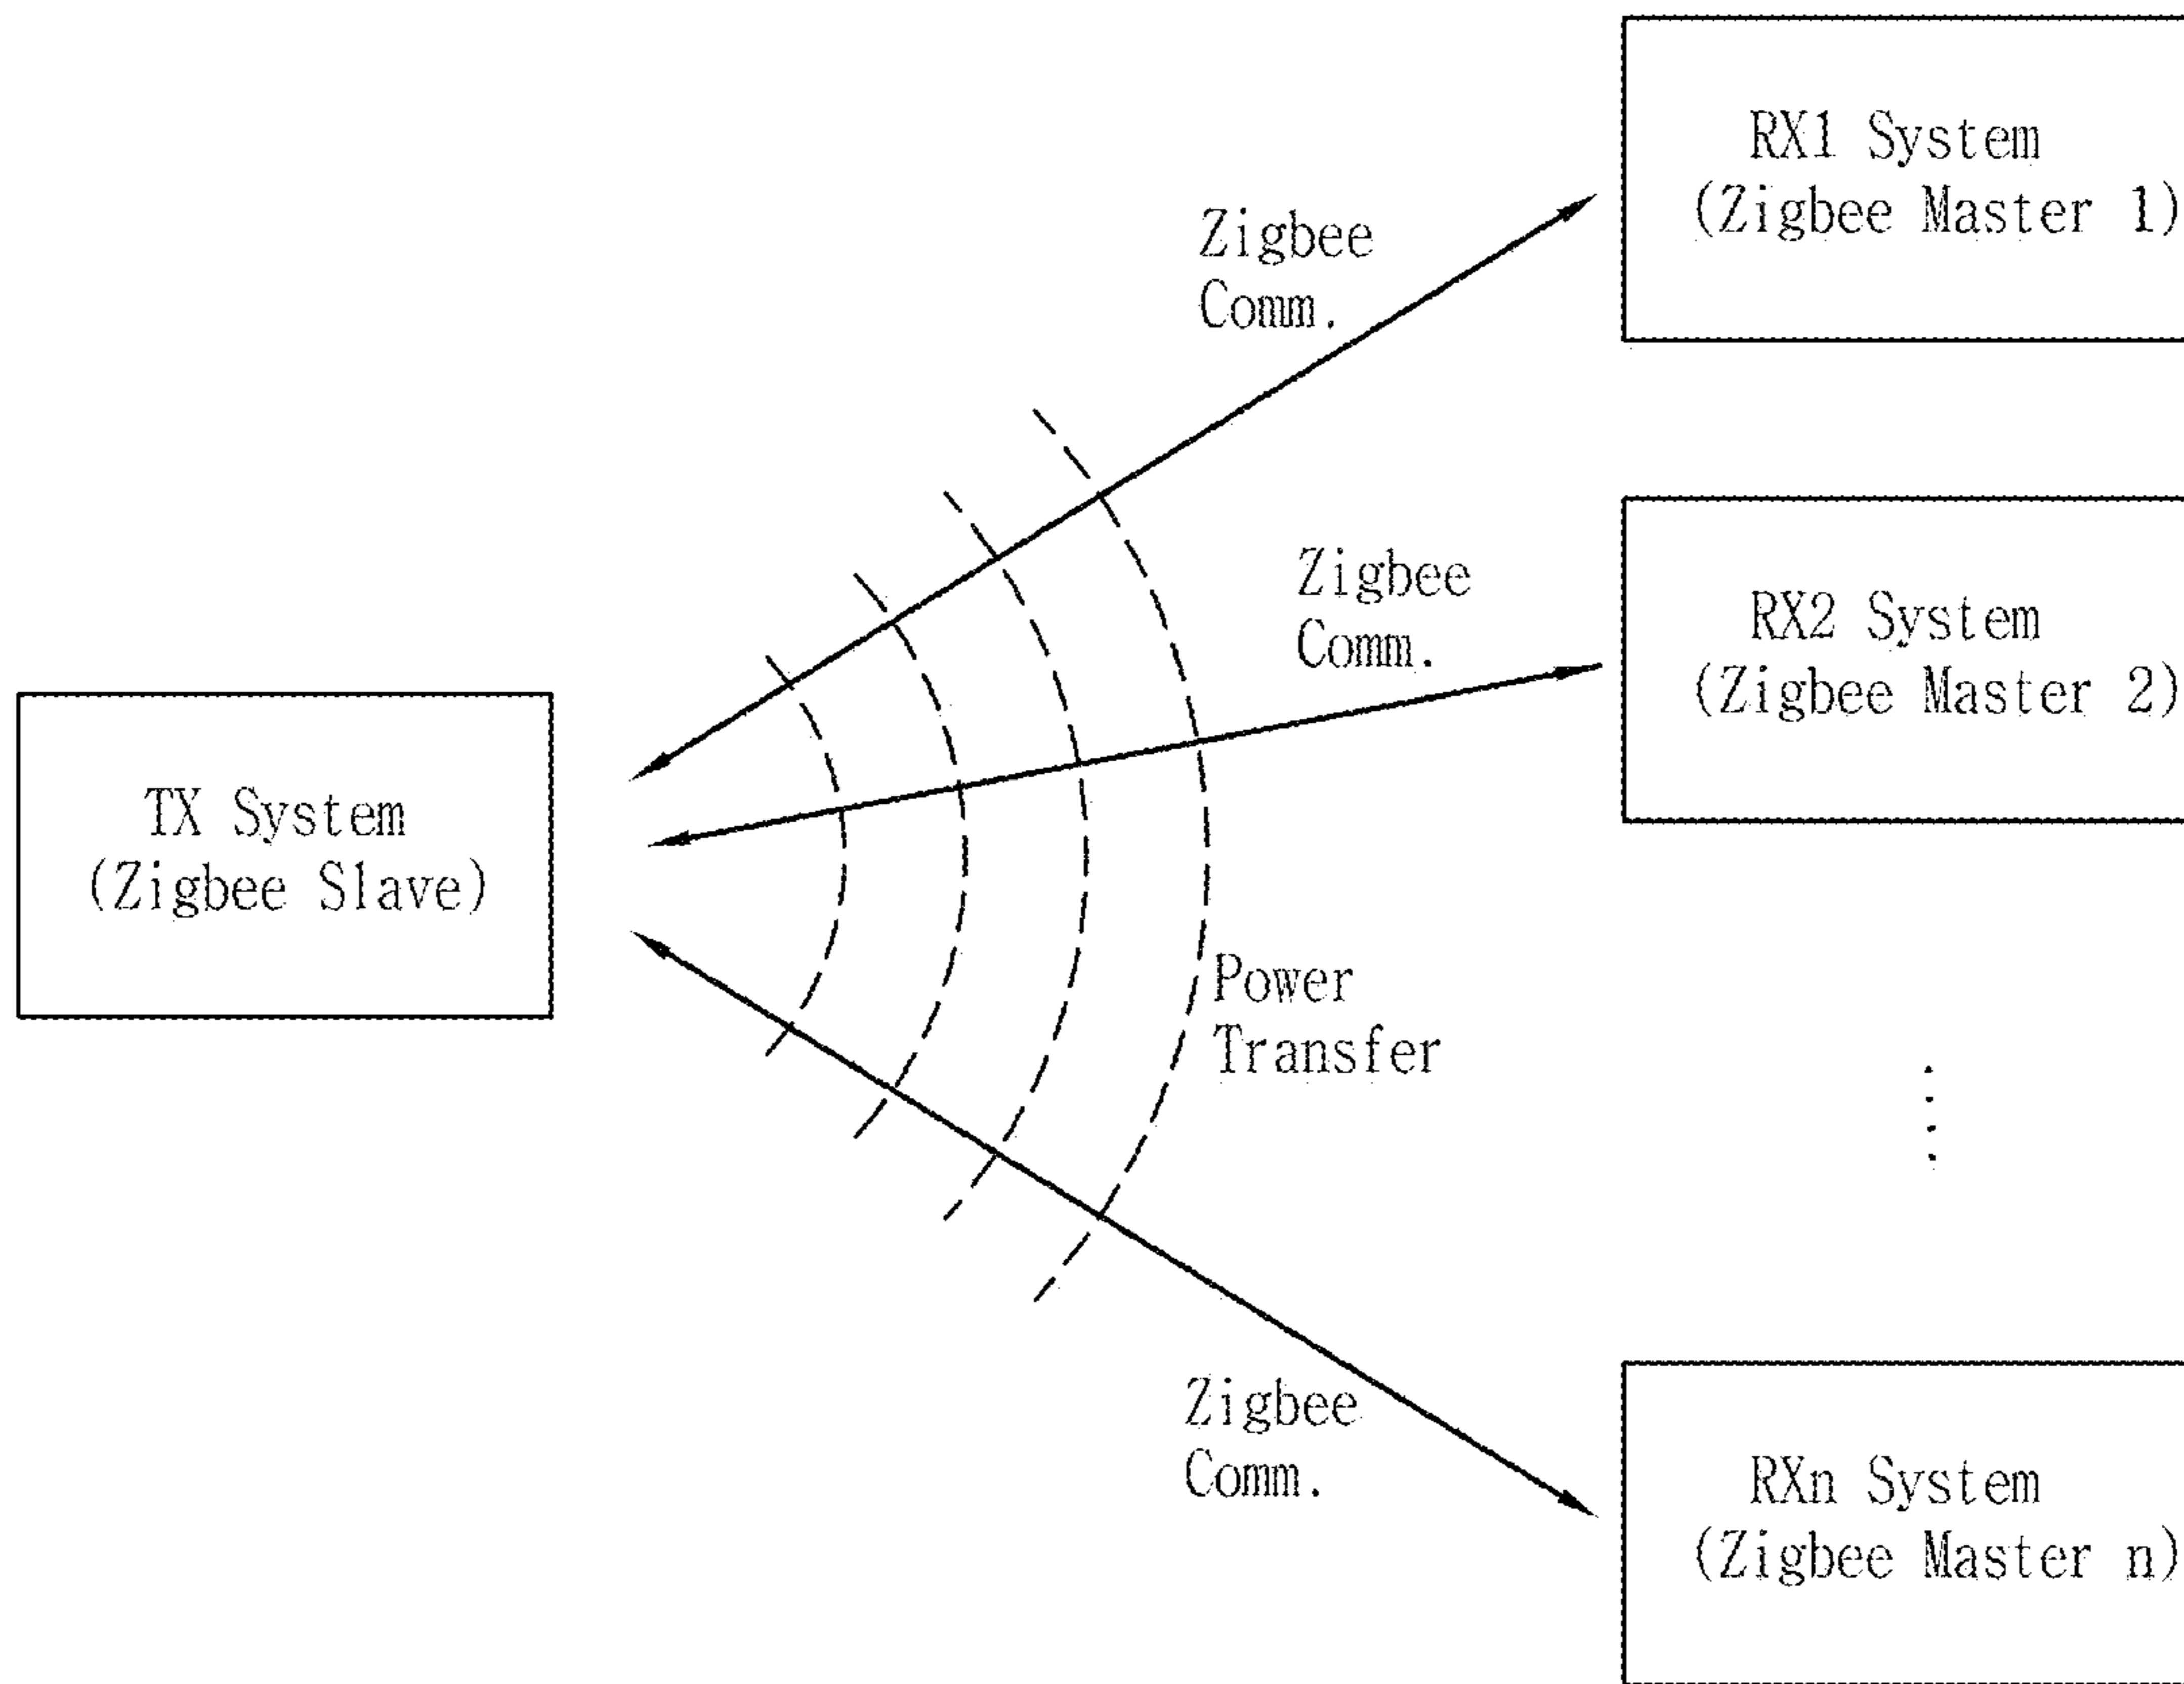 RX1 System
(Zigbee Master 1)
Zigbee
Comm.
Zigbee
Comm.
RX2 System
(Zigbee Master 2)
TX System
(Zigbee Slave)
Power
Transfer
Zigbee
Comm.
RXn System
(Zigbee Master n)